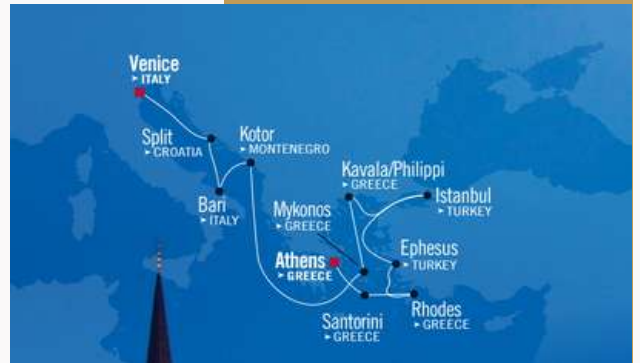 Venice
▸ ITALY
Split
▸ CROATIA
Kotor
▸ MONTENEGRO
Bari
▸ ITALY
Kavala/Philippi
▸ GREECE
Istanbul
▸ TURKEY
Mykonos
▸ GREECE
Ephesus
▸ TURKEY
Athens
▸ GREECE
Santorini
▸ GREECE
Rhodes
▸ GREECE